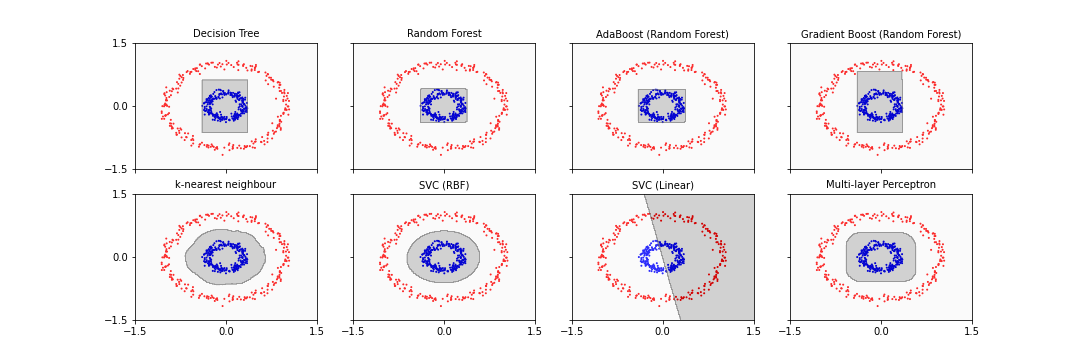 Decision Tree
Random Forest
AdaBoost (Random Forest)
Gradient Boost (Random Forest)
1.5
0.0
−1.5
k-nearest neighbour
SVC (RBF)
SVC (Linear)
Multi-layer Perceptron
1.5
0.0
−1.5
−1.5 0.0 1.5
−1.5 0.0 1.5
−1.5 0.0 1.5
−1.5 0.0 1.5